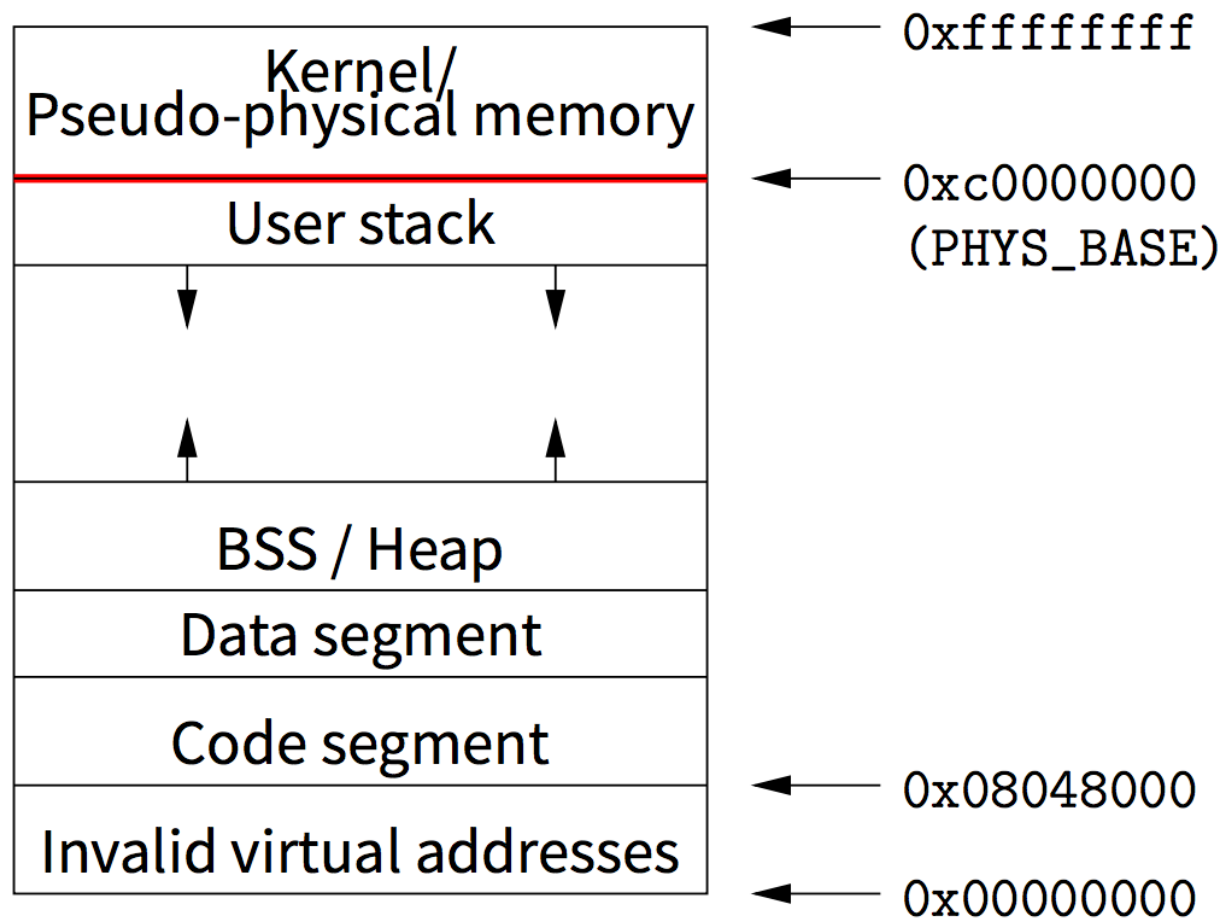 Kernel/
Pseudo-physical memory
0xffffffff
0xc0000000
(PHYS_BASE)
User stack
BSS / Heap
Data segment
Code segment
0x08048000
Invalid virtual addresses
0x00000000